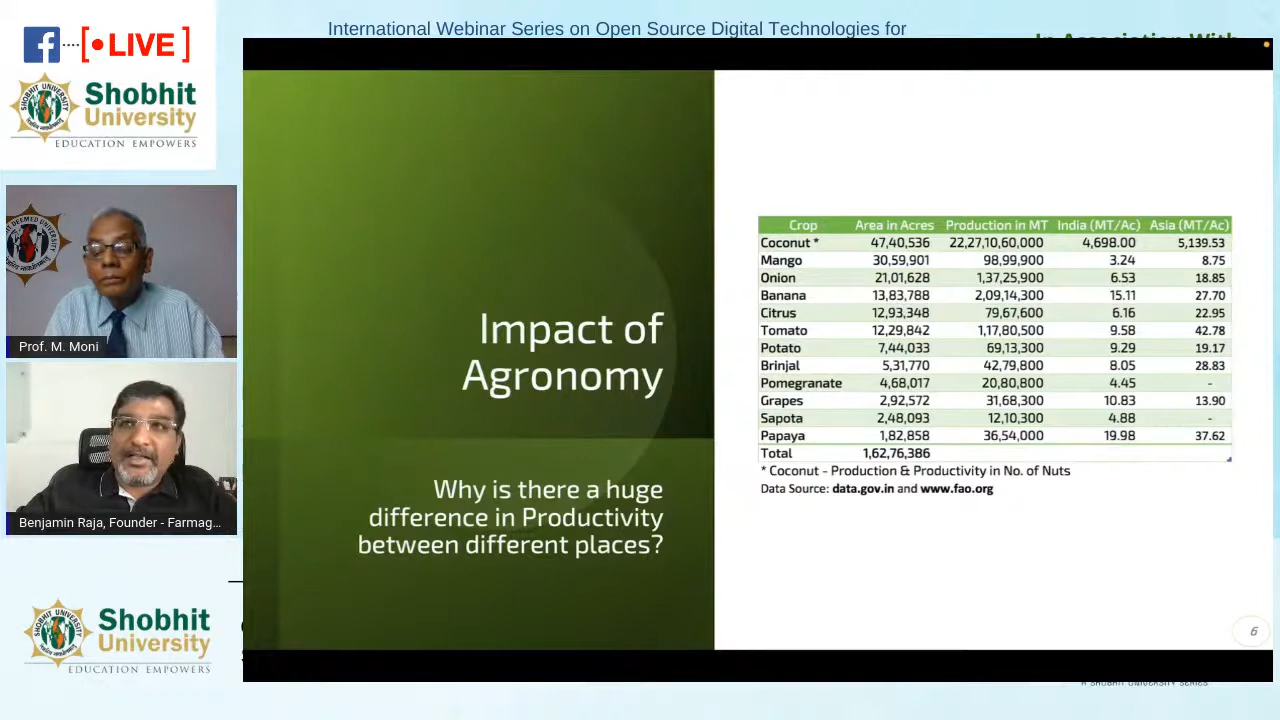 International Webinar Series on Open Source Digital Technologies for
In Association With
LIVE
Shobhit
University
EDUCATION EMPOWERS
Prof. M. Moni
Benjamin Raja, Founder - Farmag...
Shobhit
University
EDUCATION EMPOWERS
Impact of
Agronomy
Why is there a huge
difference in Productivity
between different places?
Crop Area in Acres Production in MT India (MT/Ac) Asia (MT/Ac)
Coconut * 47,40,536 22,27,10,60,000 4,698.00 5,139.53
Mango 30,59,901 98,99,900 3.24 8.75
Onion 21,01,628 1,37,25,900 6.53 18.85
Banana 13,83,788 2,09,14,300 15.11 27.70
Citrus 12,93,348 79,67,600 6.16 22.95
Tomato 12,29,842 1,17,80,500 9.58 42.78
Potato 7,44,033 69,13,300 9.29 19.17
Brinjal 5,31,770 42,79,800 8.05 28.83
Pomegranate 4,68,017 20,80,800 4.45 -
Grapes 2,92,572 31,68,300 10.83 13.90
Sapota 2,48,093 12,10,300 4.88 -
Papaya 1,82,858 36,54,000 19.98 37.62
Total 1,62,76,386
* Coconut - Production & Productivity in No. of Nuts
Data Source: data.gov.in and www.fao.org
6
A SHOBHIT UNIVERSITY SERIES